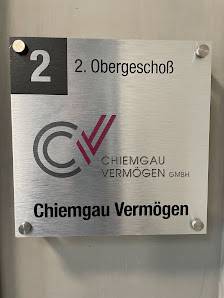 2 2. Obergeschoß
CHIEMGAU
VERMÖGEN GMBH
Chiemgau Vermögen